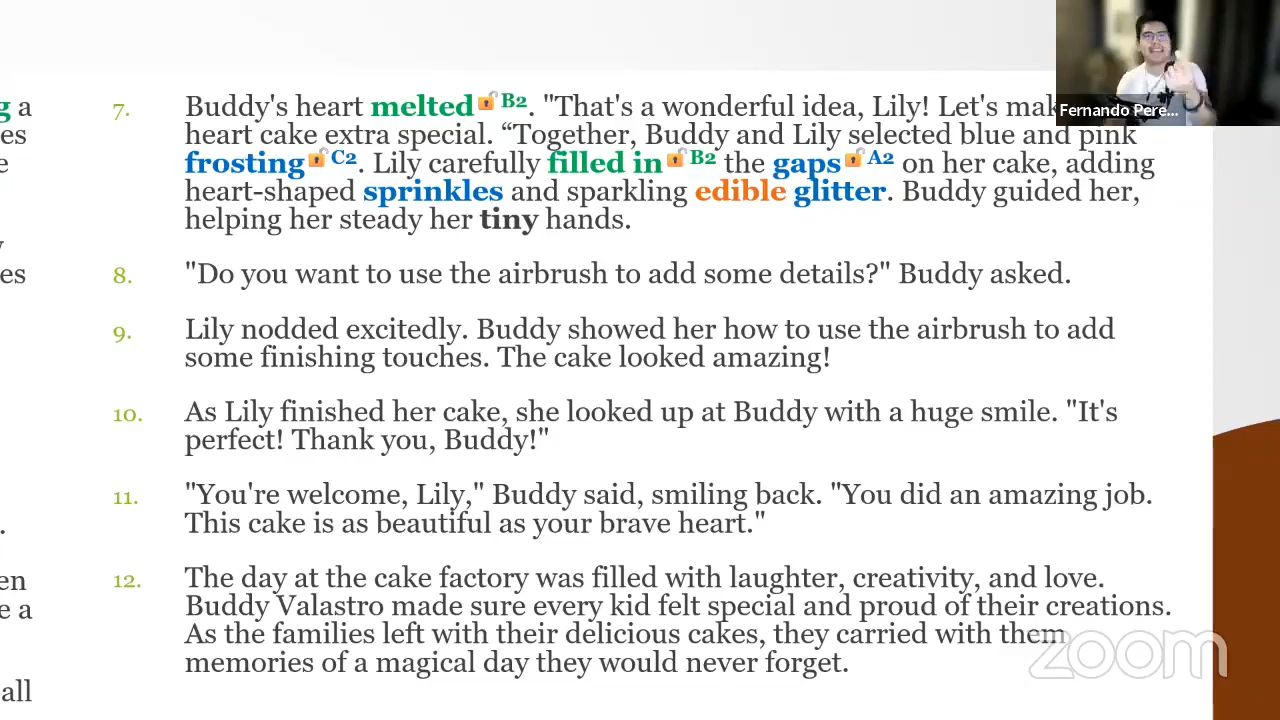 g a
es
e
y
es
.
en
e a
all
7. Buddy's heart melted B2. "That's a wonderful idea, Lily! Let's mak
heart cake extra special. “Together, Buddy and Lily selected blue and pink
frosting C2. Lily carefully filled in B2 the gaps A2 on her cake, adding
heart-shaped sprinkles and sparkling edible glitter. Buddy guided her,
helping her steady her tiny hands.
8. "Do you want to use the airbrush to add some details?" Buddy asked.
9. Lily nodded excitedly. Buddy showed her how to use the airbrush to add
some finishing touches. The cake looked amazing!
10. As Lily finished her cake, she looked up at Buddy with a huge smile. "It's
perfect! Thank you, Buddy!"
11. "You're welcome, Lily," Buddy said, smiling back. "You did an amazing job.
This cake is as beautiful as your brave heart."
12. The day at the cake factory was filled with laughter, creativity, and love.
Buddy Valastro made sure every kid felt special and proud of their creations.
As the families left with their delicious cakes, they carried with them
memories of a magical day they would never forget.
Fernando Pere...
zoom